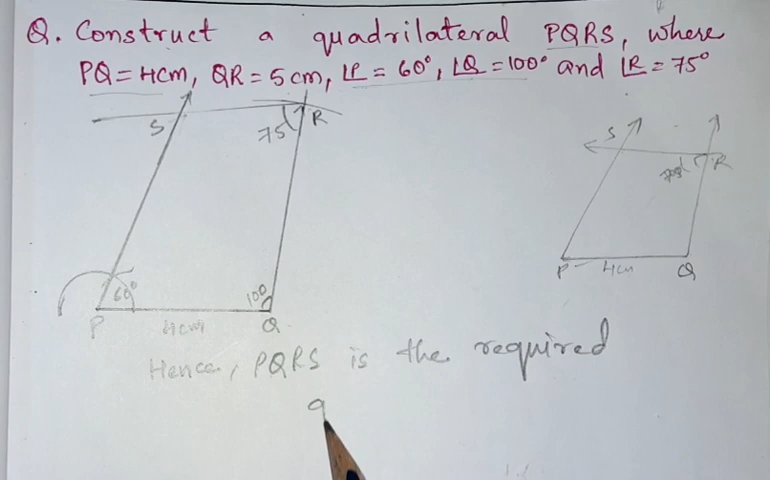 Q. Construct a quadrilateral PQRS, where
PQ = 4cm, QR = 5cm, ∠P = 60°, ∠Q = 100° and ∠R = 75°
S 75 R
60° 100
P 4cm Q
S R
P 4cm Q
Hence, PQRS is the required
q